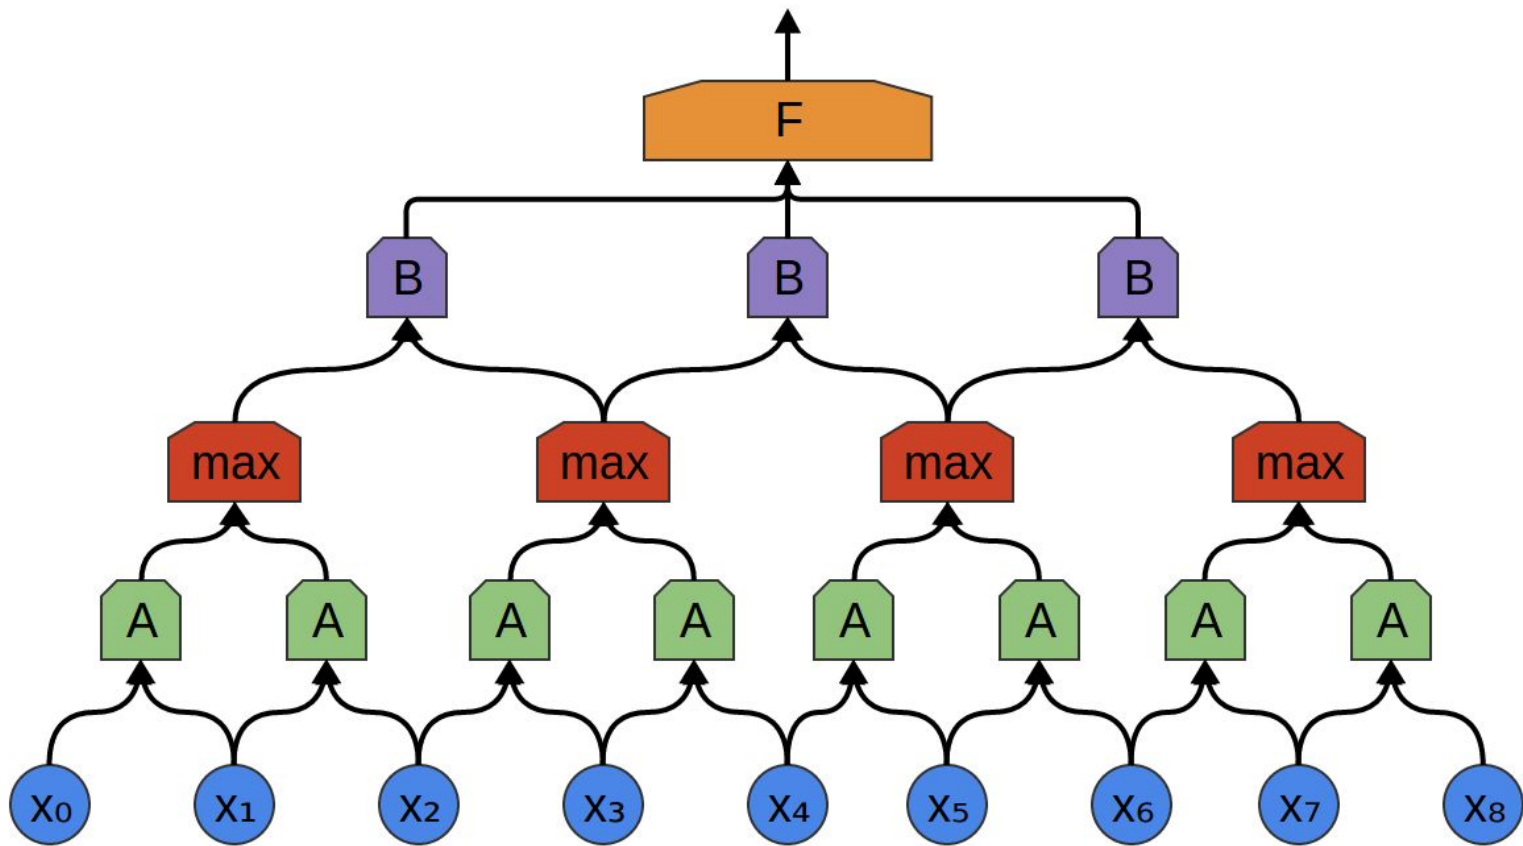 F
B B B
max max max max
A A A A A A A A
x₀ x₁ x₂ x₃ x₄ x₅ x₆ x₇ x₈